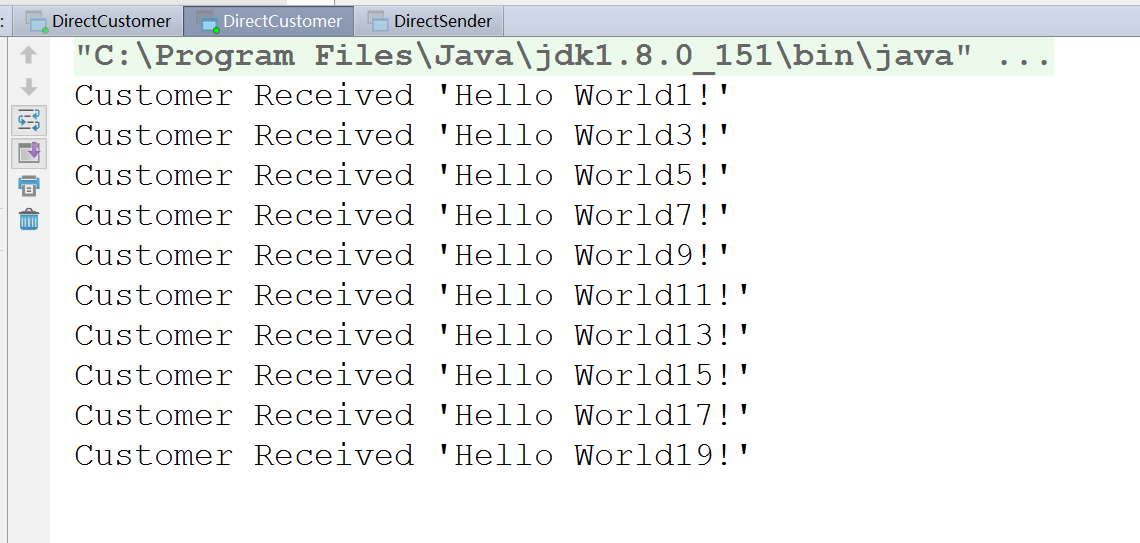 : DirectCustomer DirectCustomer DirectSender
"C:\Program Files\Java\jdk1.8.0_151\bin\java" ...
Customer Received 'Hello World1!'
Customer Received 'Hello World3!'
Customer Received 'Hello World5!'
Customer Received 'Hello World7!'
Customer Received 'Hello World9!'
Customer Received 'Hello World11!'
Customer Received 'Hello World13!'
Customer Received 'Hello World15!'
Customer Received 'Hello World17!'
Customer Received 'Hello World19!'